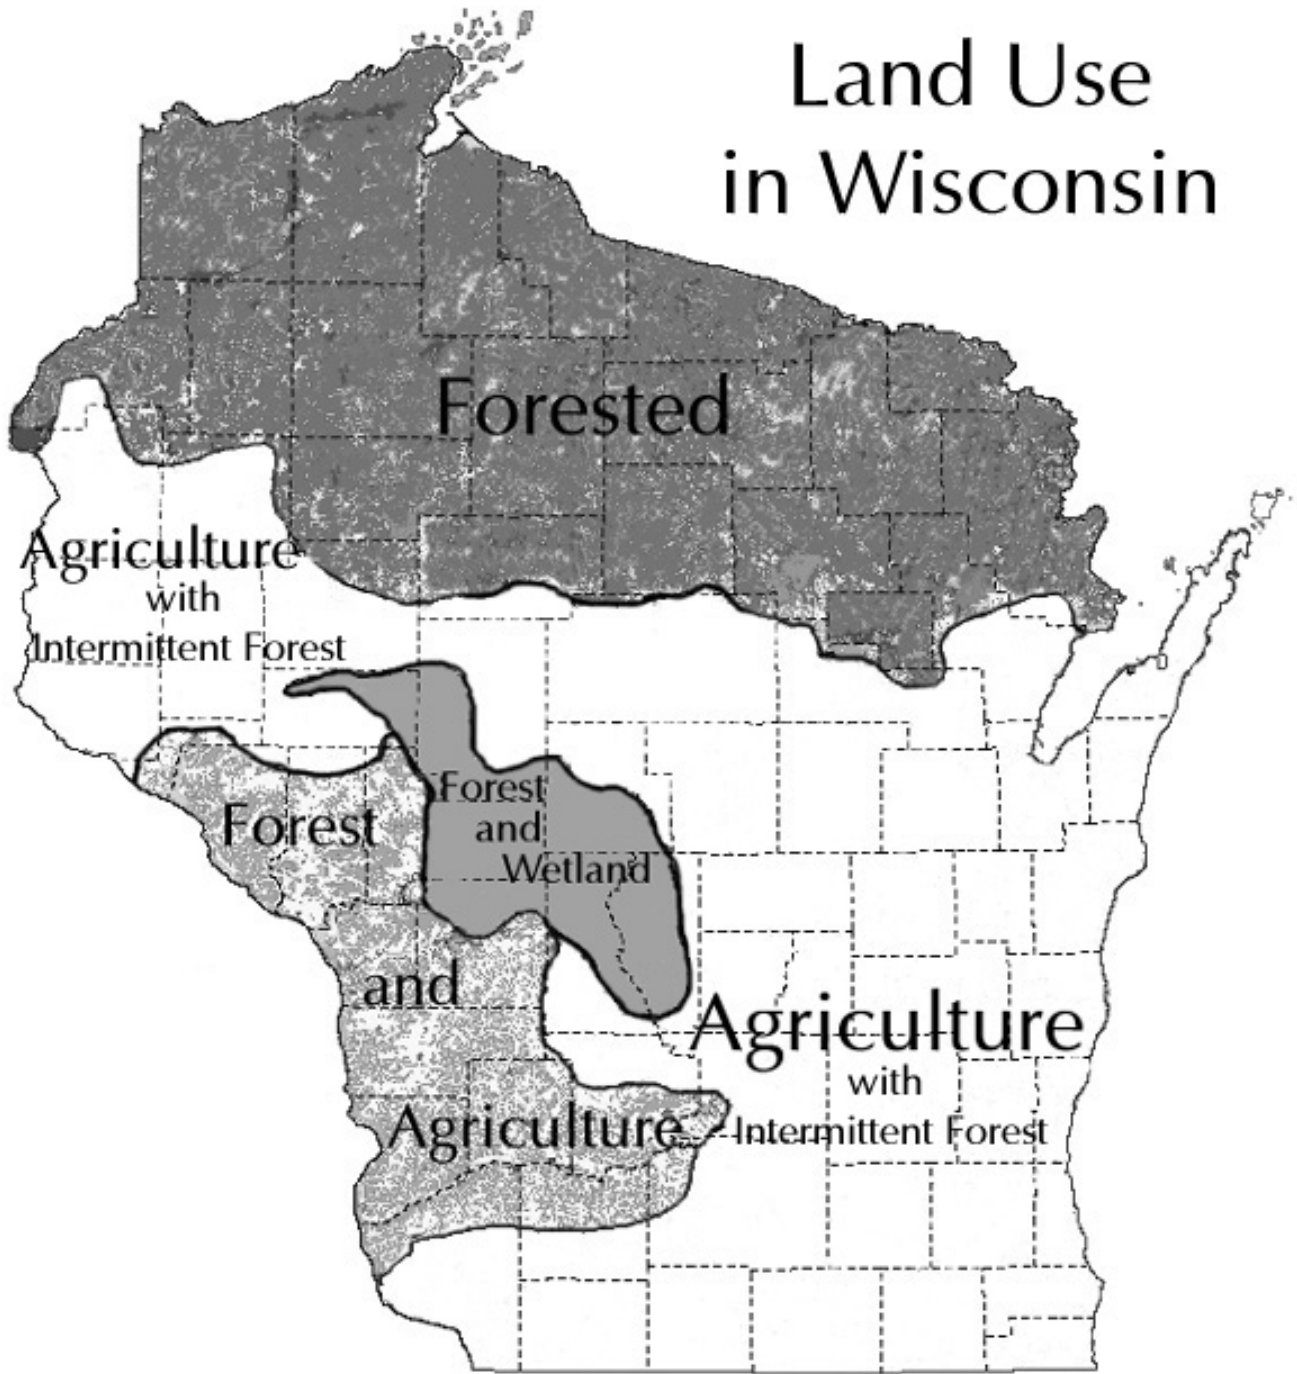 Land Use
in Wisconsin
Forested
Agriculture
with
Intermittent Forest
Forest
and
Wetland
Forest
and
Agriculture
Agriculture
with
Intermittent Forest